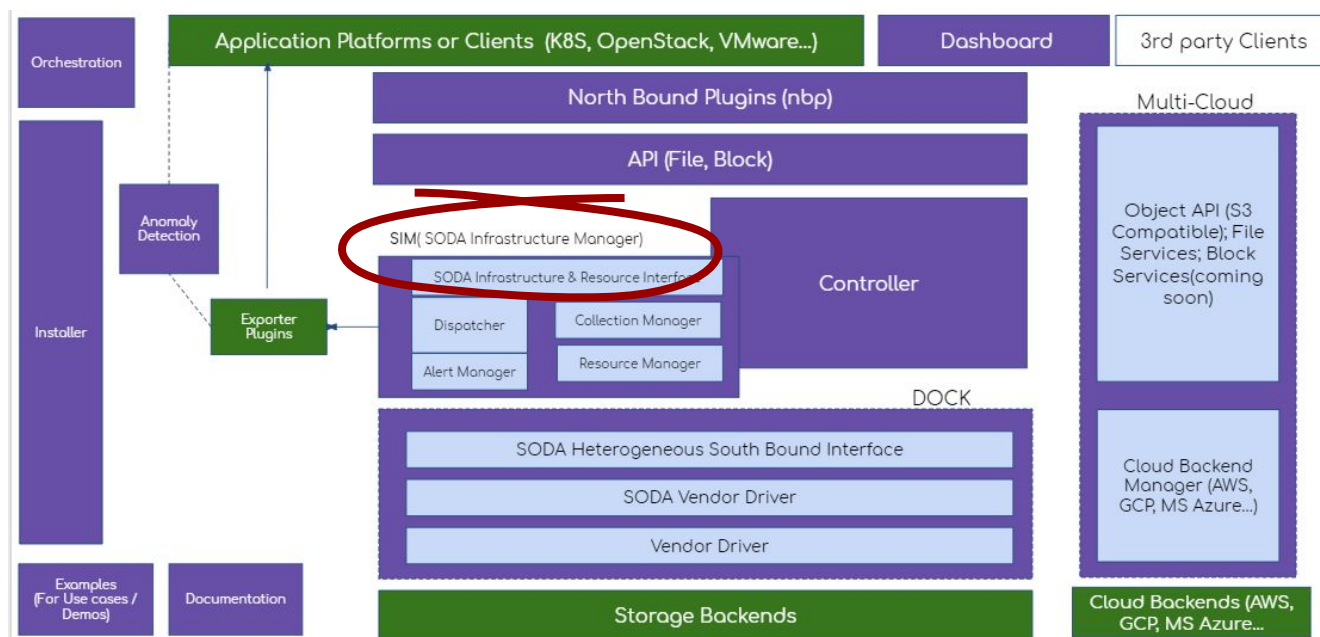 Orchestration
Application Platforms or Clients (K8S, OpenStack, VMware...)
Dashboard
3rd party Clients
North Bound Plugins (nbp)
Multi-Cloud
API (File, Block)
Installer
Anomaly
Detection
Exporter
Plugins
SIM( SODA Infrastructure Manager)
SODA Infrastructure & Resource Interface
Dispatcher
Collection Manager
Alert Manager
Resource Manager
Controller
Object API (S3
Compatible); File
Services; Block
Services(coming
soon)
DOCK
SODA Heterogeneous South Bound Interface
SODA Vendor Driver
Vendor Driver
Cloud Backend
Manager (AWS,
GCP, MS Azure...)
Examples
(For Use cases /
Demos)
Documentation
Storage Backends
Cloud Backends (AWS,
GCP, MS Azure...